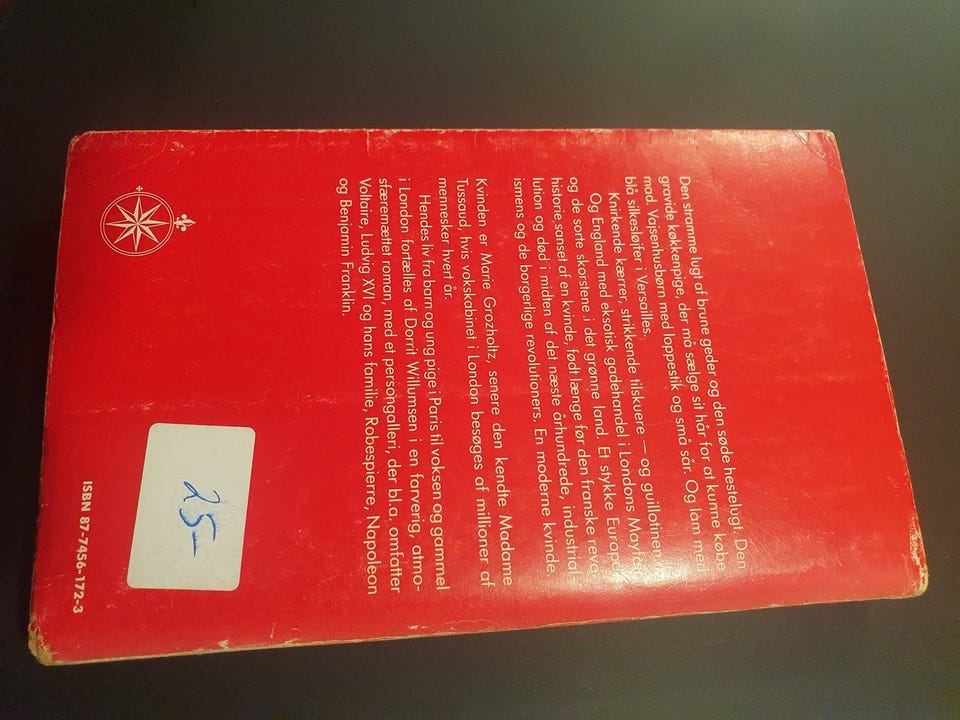 Den stramme lugt af brune geder og den søde hestelugt. Den
gravide køkkenpige, der må sælge sit hår for at kunne købe
mad. Vajsenhusbørn med loppestik og små sår. Og lorn med
blå silkesløjfer i Versailles.
Knirkende kærrer, strikkende tilskuere — og guillotinen.
Og England med eksotisk gadehandel i Londons Mayfair
og de sorte skorstene i det grønne land. Et stykke Europa-
historie sanset af en kvinde, født længe før den franske revo-
lution og død i midten af det næste århundrede, industrial-
ismens og de borgerlige revolutioners. En moderne kvinde.
Kvinden er Marie Grozholtz, senere den kendte Madame
Tussaud, hvis vokskabinet i London besøges af millioner af
mennesker hvert år.
Hendes liv fra barn og ung pige i Paris til voksen og gammel
i London fortælles af Dorrit Willumsen i en farverig, atmo-
sfæremættet roman, med et persongalleri, der bl.a. omfatter
Voltaire, Ludvig XVI og hans familie, Robespierre, Napoleon
og Benjamin Franklin.
25-
ISBN 87-7456-172-3